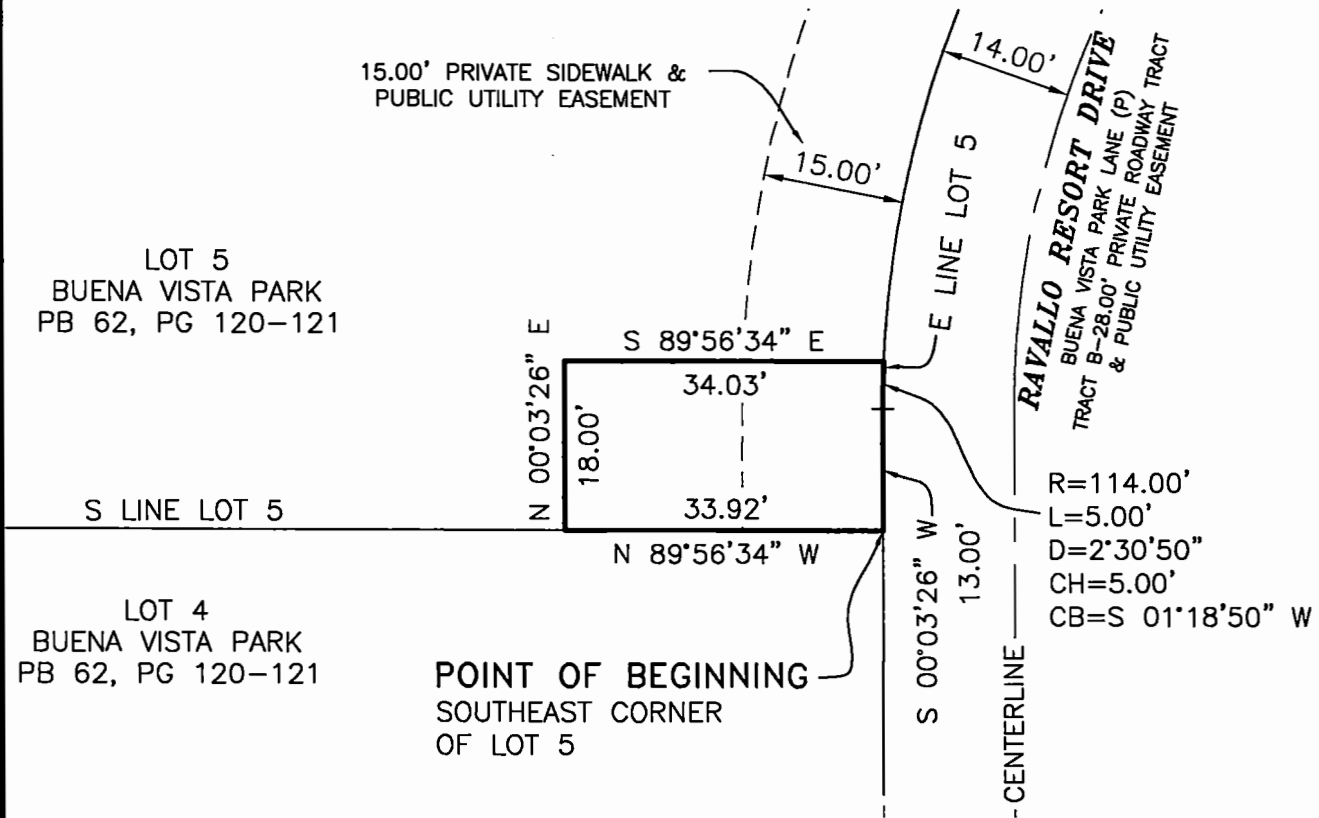 15.00' PRIVATE SIDEWALK &
PUBLIC UTILITY EASEMENT
14.00'
15.00'
E LINE LOT 5
RAVALLO RESORT DRIVE
BUENA VISTA PARK LANE (P)
TRACT B-28.00' PRIVATE ROADWAY TRACT
& PUBLIC UTILITY EASEMENT
LOT 5
BUENA VISTA PARK
PB 62, PG 120-121
S 89°56'34" E
34.03'
N 00°03'26" E
18.00'
33.92'
N 89°56'34" W
S LINE LOT 5
S 00°03'26" W
13.00'
R=114.00'
L=5.00'
D=2°30'50"
CH=5.00'
CB=S 01°18'50" W
LOT 4
BUENA VISTA PARK
PB 62, PG 120-121
POINT OF BEGINNING
SOUTHEAST CORNER
OF LOT 5
CENTERLINE